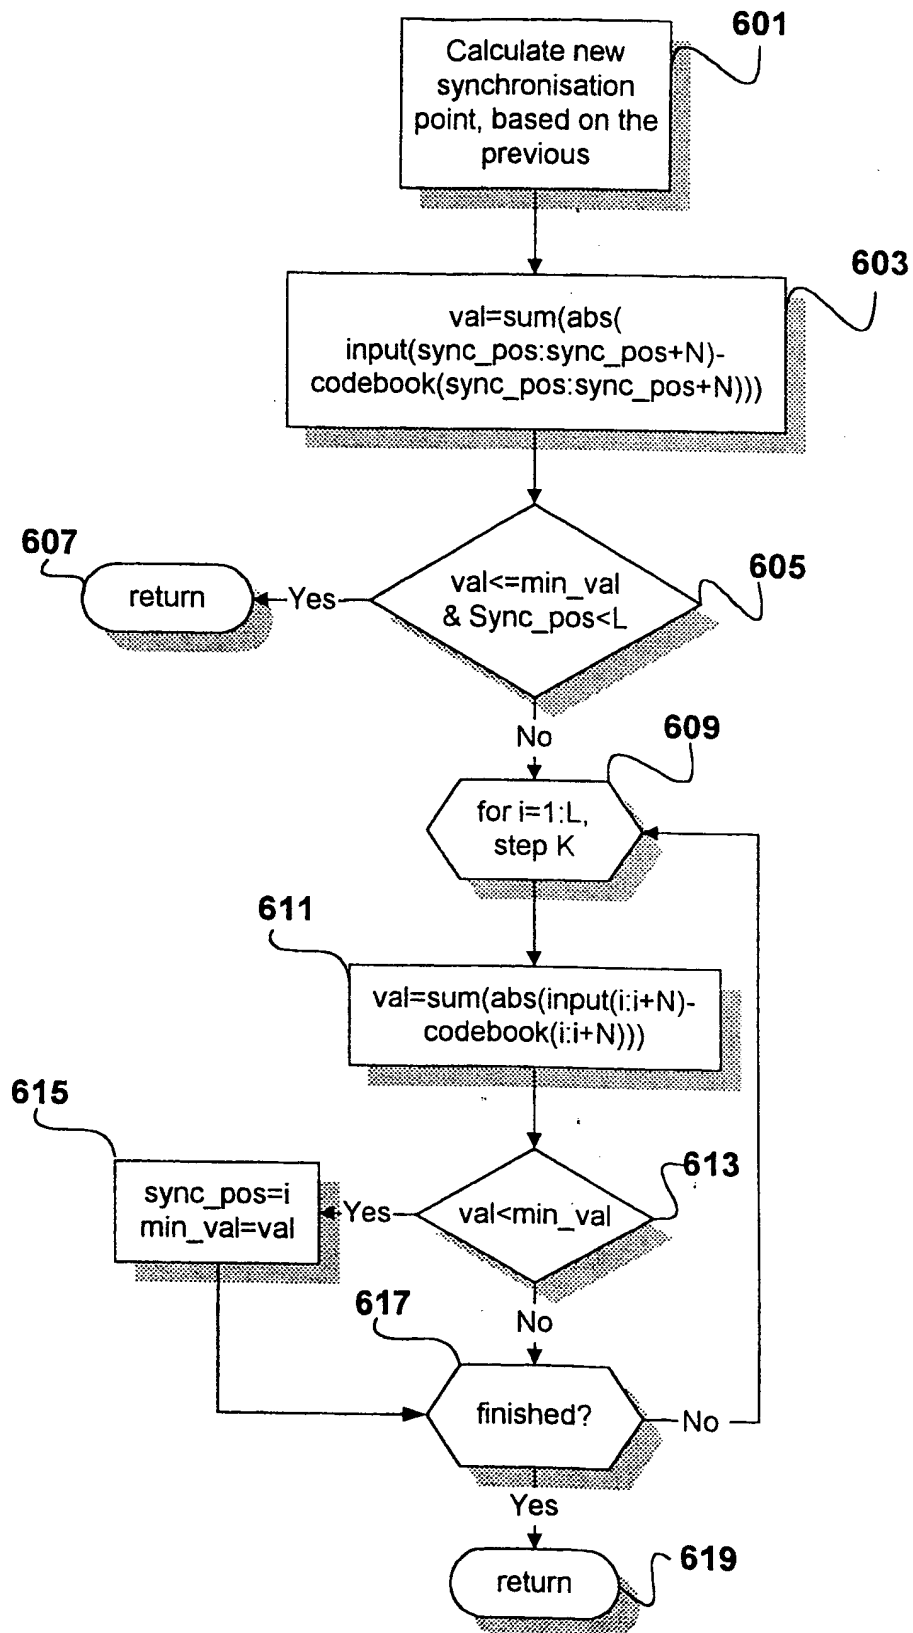 601
Calculate new
synchronisation
point, based on the
previous
603
val=sum(abs(
input(sync_pos:sync_pos+N)-
codebook(sync_pos:sync_pos+N)))
607
return
Yes
val<=min_val
& Sync_pos<L
605
No
609
for i=1:L,
step K
611
val=sum(abs(input(i:i+N)-
codebook(i:i+N)))
615
sync_pos=i
min_val=val
Yes
val<min_val
613
No
617
finished?
No
Yes
return
619